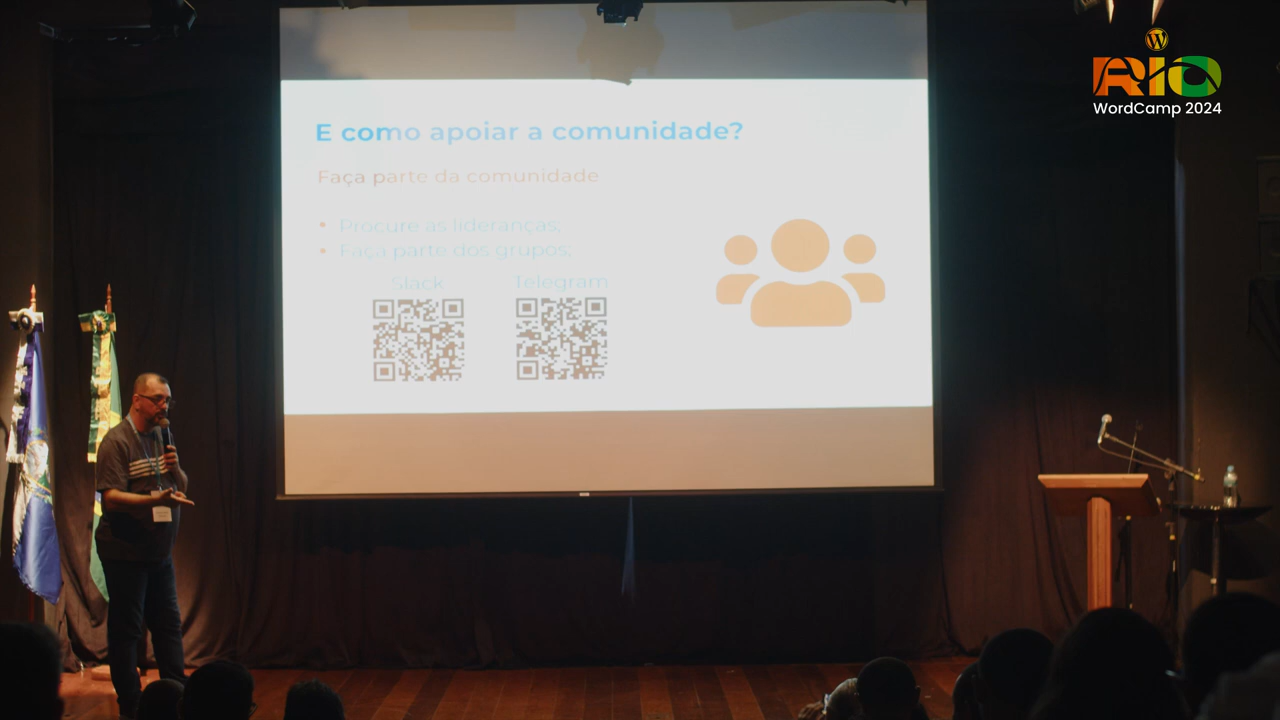 RIO
WordCamp 2024
E como apoiar a comunidade?
Faça parte da comunidade
• Procure as lideranças;
• Faça parte dos grupos:
Slack Telegram